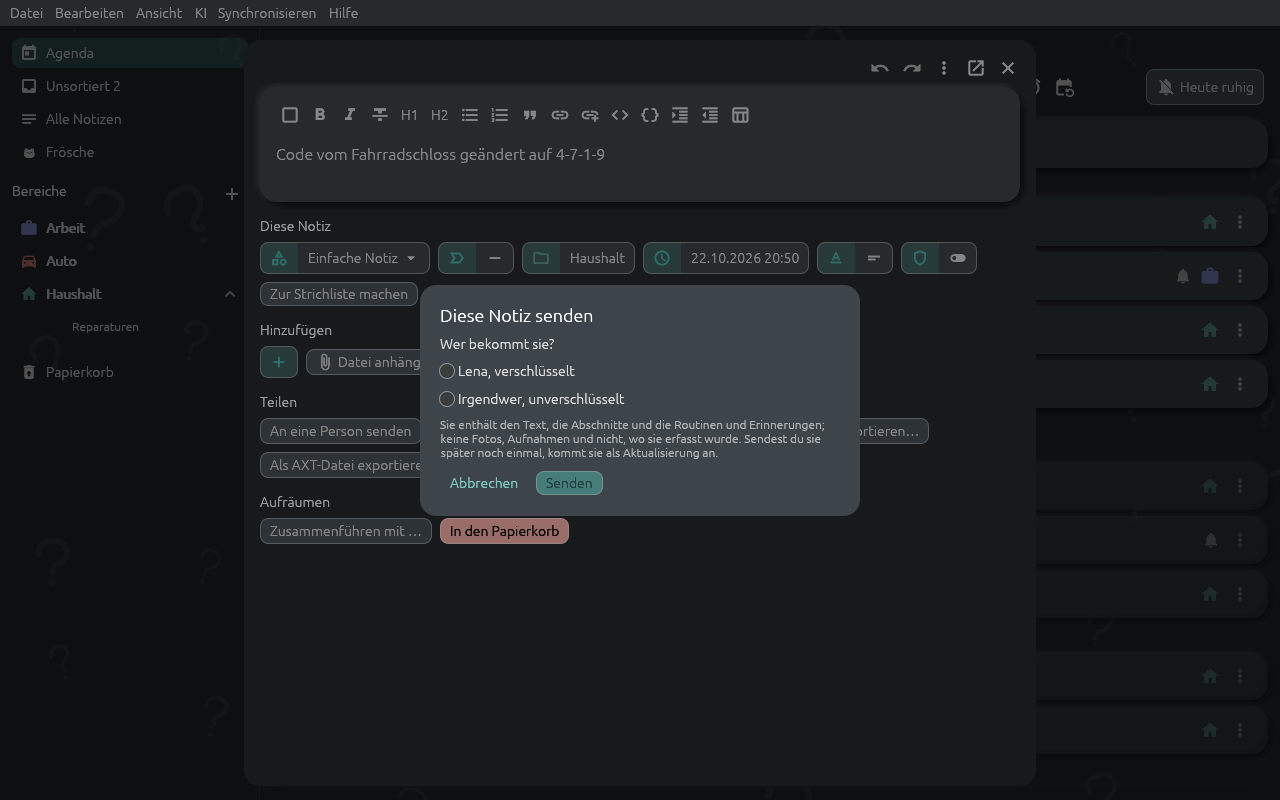 Datei Bearbeiten Ansicht KI Synchronisieren Hilfe
Agenda
Unsortiert 2
Alle Notizen
Frösche
Bereiche
Arbeit
Auto
Haushalt
Reparaturen
Papierkorb
Heute ruhig
H1 H2
Code vom Fahrradschloss geändert auf 4-7-1-9
Diese Notiz
Einfache Notiz
Haushalt
22.10.2026 20:50
Zur Strichliste machen
Hinzufügen
Datei anhäng
Teilen
An eine Person senden
ortieren…
Als AXT-Datei exportiere
Aufräumen
Zusammenführen mit …
In den Papierkorb
Diese Notiz senden
Wer bekommt sie?
Lena, verschlüsselt
Irgendwer, unverschlüsselt
Sie enthält den Text, die Abschnitte und die Routinen und Erinnerungen;
keine Fotos, Aufnahmen und nicht, wo sie erfasst wurde. Sendest du sie
später noch einmal, kommt sie als Aktualisierung an.
Abbrechen
Senden